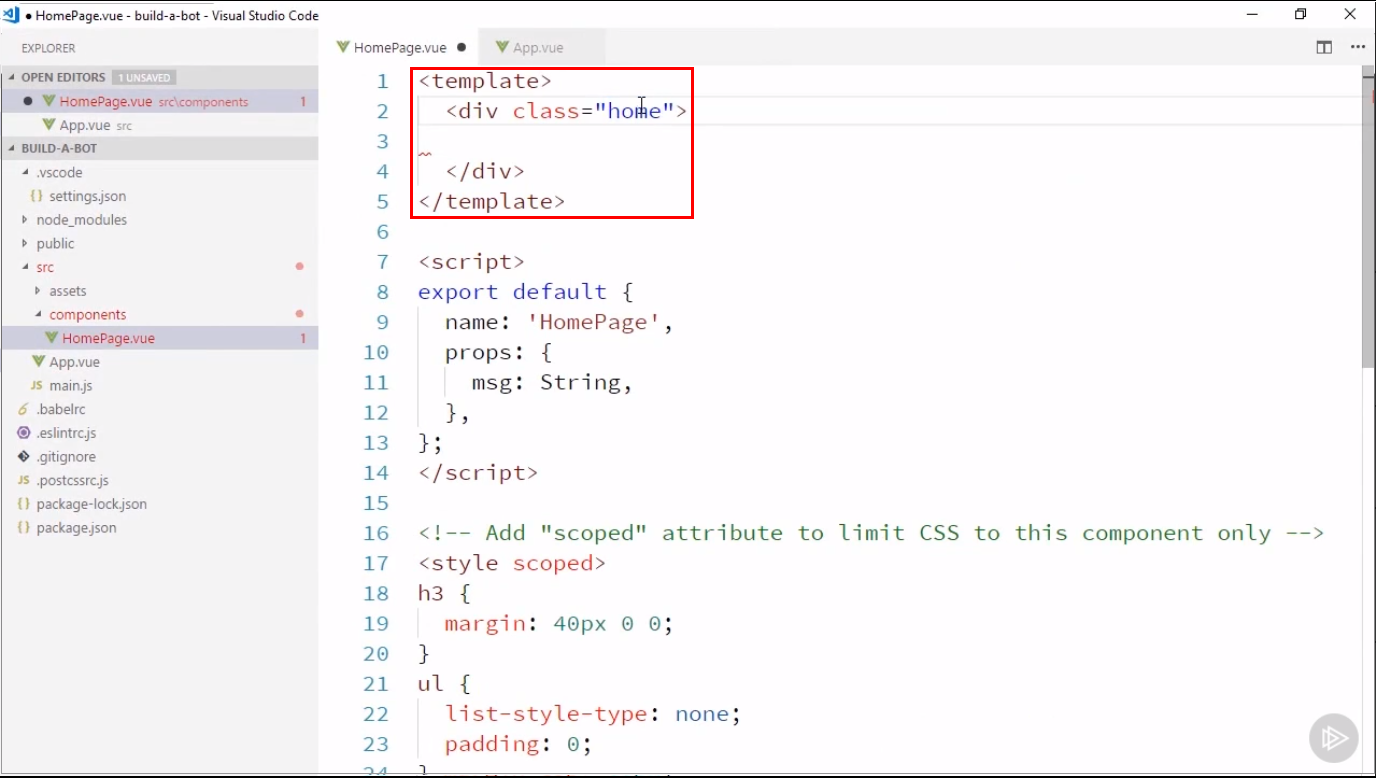 ● HomePage.vue - build-a-bot - Visual Studio Code
EXPLORER
OPEN EDITORS 1 UNSAVED
HomePage.vue src\components 1
App.vue src
BUILD-A-BOT
.vscode
{} settings.json
node_modules
public
src
assets
components
HomePage.vue 1
App.vue
JS main.js
6 .babelrc
.eslintrc.js
.gitignore
JS .postcssrc.js
{} package-lock.json
{} package.json
HomePage.vue ● App.vue
1 <template>
2   <div class="home">
3
4   </div>
5 </template>
6
7 <script>
8 export default {
9   name: 'HomePage',
10   props: {
11     msg: String,
12   },
13 };
14 </script>
15
16 <!-- Add "scoped" attribute to limit CSS to this component only -->
17 <style scoped>
18 h3 {
19   margin: 40px 0 0;
20 }
21 ul {
22   list-style-type: none;
23   padding: 0;
24 }